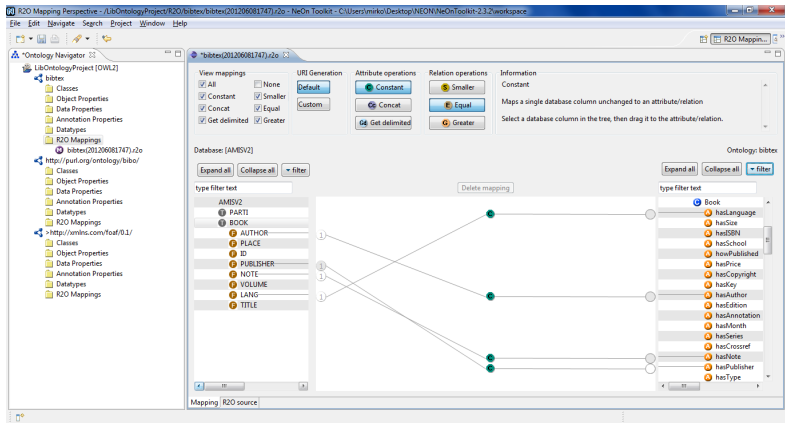 R2O Mapping Perspective - /LibOntologyProject/R2O/bibtex/bibtex(201206081747).r2o - NeOn Toolkit - C:\Users\mirko\Desktop\NEON\NeOnToolkit-2.3.2\workspace
File Edit Navigate Search Project Window Help
R2O Mappin...
*Ontology Navigator
LibOntologyProject [OWL2]
bibtex
Classes
Object Properties
Data Properties
Annotation Properties
Datatypes
R2O Mappings
bibtex(201206081747).r2o
http://purl.org/ontology/bibo/
Classes
Object Properties
Data Properties
Annotation Properties
Datatypes
R2O Mappings
>http://xmlns.com/foaf/0.1/
Classes
Object Properties
Data Properties
Annotation Properties
Datatypes
R2O Mappings
*bibtex(201206081747).r2o
View mappings
All None
Constant Smaller
Concat Equal
Get delimited Greater
URI Generation
Default
Custom
Attribute operations
C Constant
Cc Concat
Gd Get delimited
Relation operations
S Smaller
E Equal
G Greater
Information
Constant
Maps a single database column unchanged to an attribute/relation
Select a database column in the tree, then drag it to the attribute/relation.
Database: [AMISV2]
Ontology: bibtex
Expand all Collapse all filter
Expand all Collapse all filter
type filter text
Delete mapping
type filter text
AMISV2
T PARTI
T BOOK
F AUTHOR
F PLACE
F ID
F PUBLISHER
F NOTE
F VOLUME
F LANG
F TITLE
1
1
1
1
C
C
C
C
C Book
A hasLanguage
A hasSize
A hasISBN
A hasSchool
A howPublished
A hasPrice
A hasCopyright
A hasKey
A hasAuthor
A hasEdition
A hasAnnotation
A hasMonth
A hasSeries
A hasCrossref
A hasNote
A hasPublisher
A hasType
Mapping R2O source